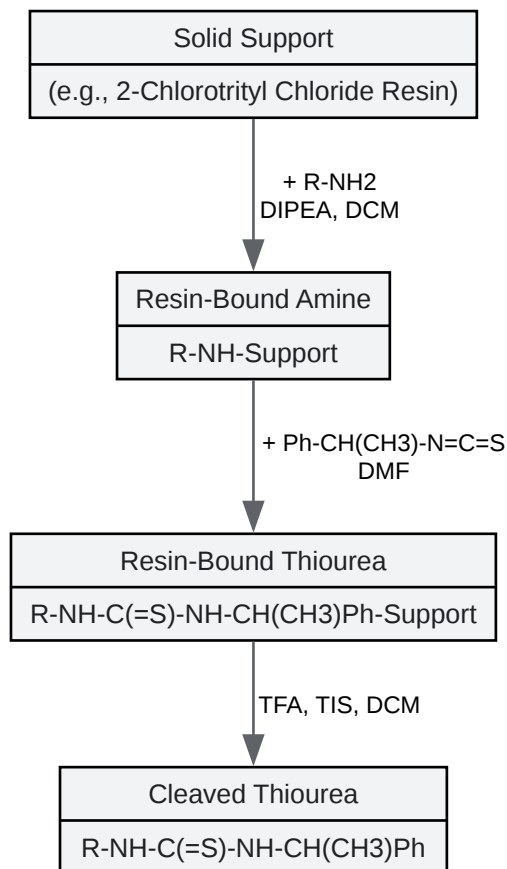 Solid Support
(e.g., 2-Chlorotrityl Chloride Resin)
+ R-NH2
DIPEA, DCM
Resin-Bound Amine
R-NH-Support
+ Ph-CH(CH3)-N=C=S
DMF
Resin-Bound Thiourea
R-NH-C(=S)-NH-CH(CH3)Ph-Support
TFA, TIS, DCM
Cleaved Thiourea
R-NH-C(=S)-NH-CH(CH3)Ph